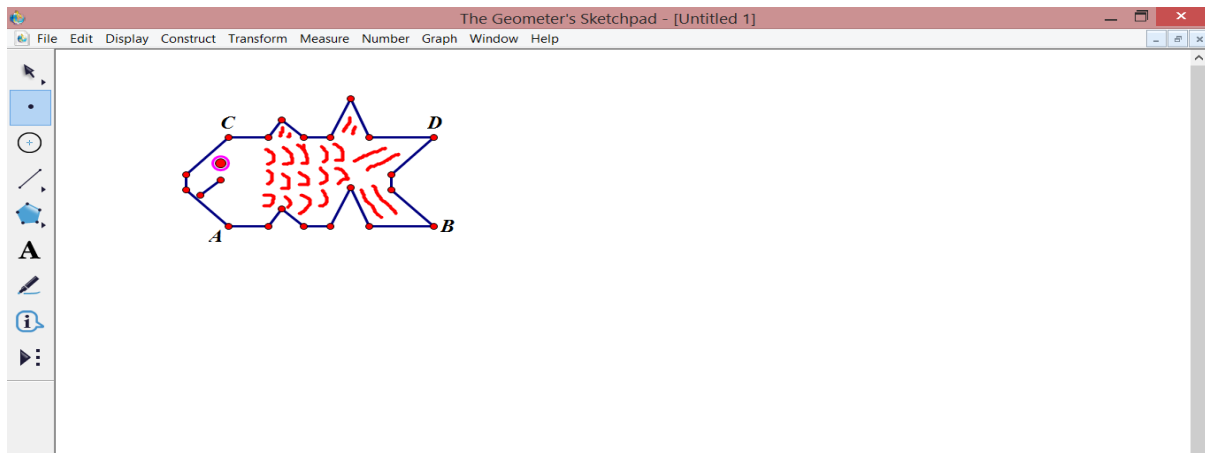 The Geometer's Sketchpad - [Untitled 1]
File Edit Display Construct Transform Measure Number Graph Window Help
C D
A B
A